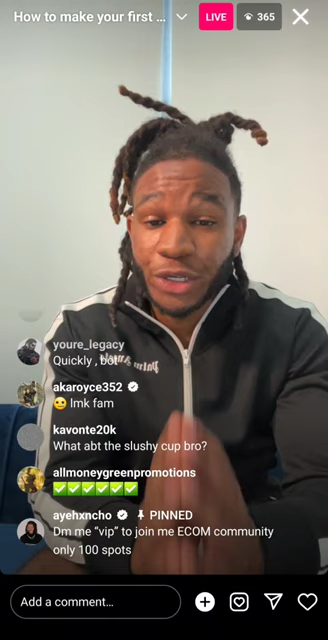 How to make your first ...
LIVE
365
youre_legacy
Quickly , bot
akaroyce352
lmk fam
kavonte20k
What abt the slushy cup bro?
allmoneygreenpromotions
ayehxncho PINNED
Dm me “vip” to join me ECOM community
only 100 spots
Add a comment...